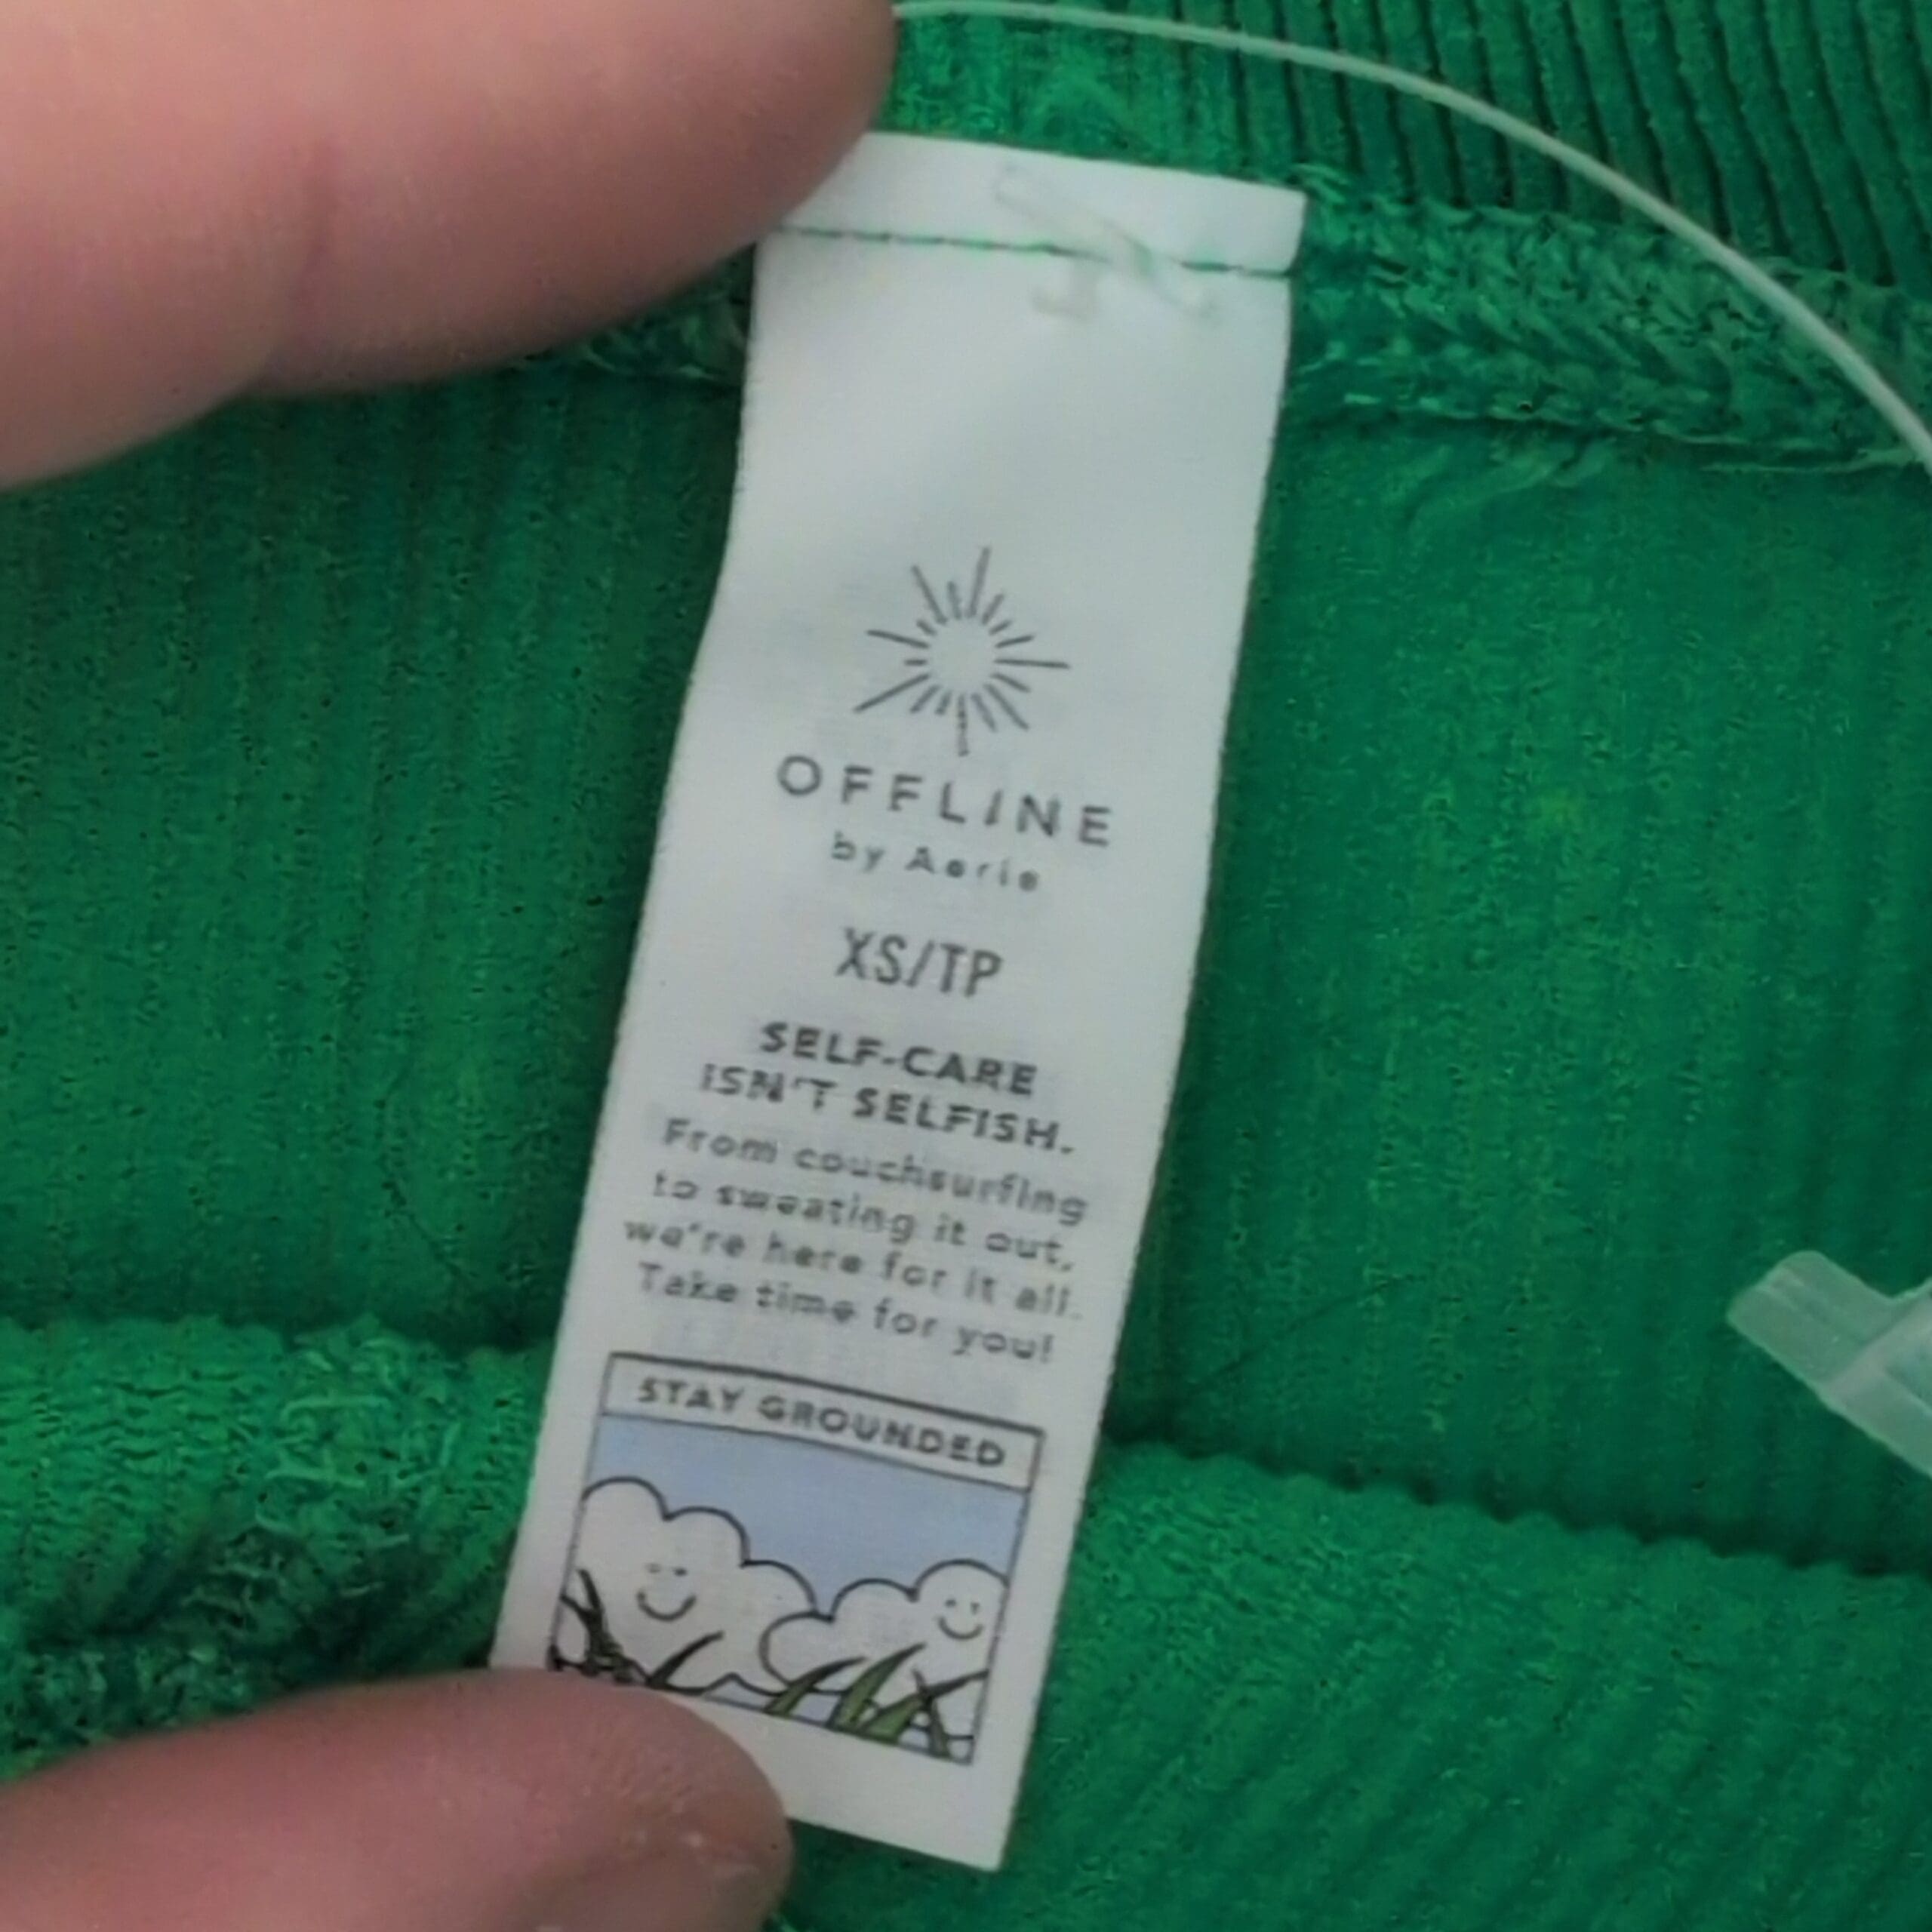 OFFLINE
by Aerie
XS/TP
SELF-CARE
ISN'T SELFISH.
From couchsurfing
to sweating it out,
we're here for it all.
Take time for you!
STAY GROUNDED